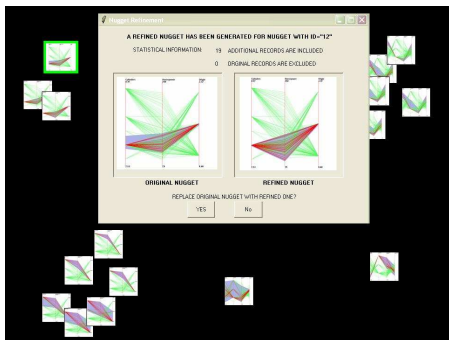 Nugget Refinement
A REFINED NUGGET HAS BEEN GENERATED FOR NUGGET WITH ID="12"
STATISTICAL INFORMATION 19 ADDITIONAL RECORDS ARE INCLUDED
0 ORIGINAL RECORDS ARE EXCLUDED
ORIGINAL NUGGET REFINED NUGGET
REPLACE ORIGINAL NUGGET WITH REFINED ONE?
YES No